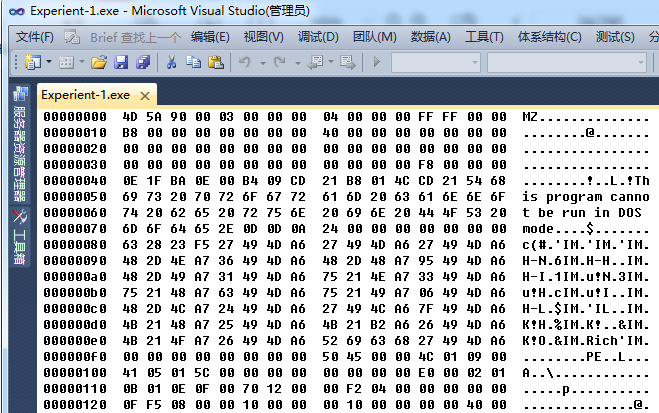 Experient-1.exe - Microsoft Visual Studio(管理员)
文件(F) Brief 查找上一个 编辑(E) 视图(V) 调试(D) 团队(M) 数据(A) 工具(T) 体系结构(C) 测试(S)
Experient-1.exe ×
服务器资源管理器
工具箱
00000000 4D 5A 90 00 03 00 00 00 04 00 00 00 FF FF 00 00 MZ..............
00000010 B8 00 00 00 00 00 00 00 40 00 00 00 00 00 00 00 ........@.......
00000020 00 00 00 00 00 00 00 00 00 00 00 00 00 00 00 00 ................
00000030 00 00 00 00 00 00 00 00 00 00 00 00 F8 00 00 00 ................
00000040 0E 1F BA 0E 00 B4 09 CD 21 B8 01 4C CD 21 54 68 ........!..L.!Th
00000050 69 73 20 70 72 6F 67 72 61 6D 20 63 61 6E 6E 6F is program canno
00000060 74 20 62 65 20 72 75 6E 20 69 6E 20 44 4F 53 20 t be run in DOS
00000070 6D 6F 64 65 2E 0D 0D 0A 24 00 00 00 00 00 00 00 mode....$.......
00000080 63 28 23 F5 27 49 4D A6 27 49 4D A6 27 49 4D A6 c(#.'IM.'IM.'IM.
00000090 48 2D 4E A7 36 49 4D A6 48 2D 48 A7 95 49 4D A6 H-N.6IM.H-H..IM.
000000a0 48 2D 49 A7 31 49 4D A6 75 21 4E A7 33 49 4D A6 H-I.1IM.u!N.3IM.
000000b0 75 21 48 A7 63 49 4D A6 75 21 49 A7 06 49 4D A6 u!H.cIM.u!I..IM.
000000c0 48 2D 4C A7 24 49 4D A6 27 49 4C A6 7F 49 4D A6 H-L.$IM.'IL..IM.
000000d0 4B 21 48 A7 25 49 4D A6 4B 21 B2 A6 26 49 4D A6 K!H.%IM.K!..&IM.
000000e0 4B 21 4F A7 26 49 4D A6 52 69 63 68 27 49 4D A6 K!O.&IM.Rich'IM.
000000f0 00 00 00 00 00 00 00 00 50 45 00 00 4C 01 09 00 ........PE..L...
00000100 41 05 01 5C 00 00 00 00 00 00 00 00 E0 00 02 01 A..\............
00000110 0B 01 0E 0F 00 70 12 00 00 F2 04 00 00 00 00 00 .....p..........
00000120 0F F5 08 00 00 10 00 00 00 10 00 00 00 00 40 00 ..............@.